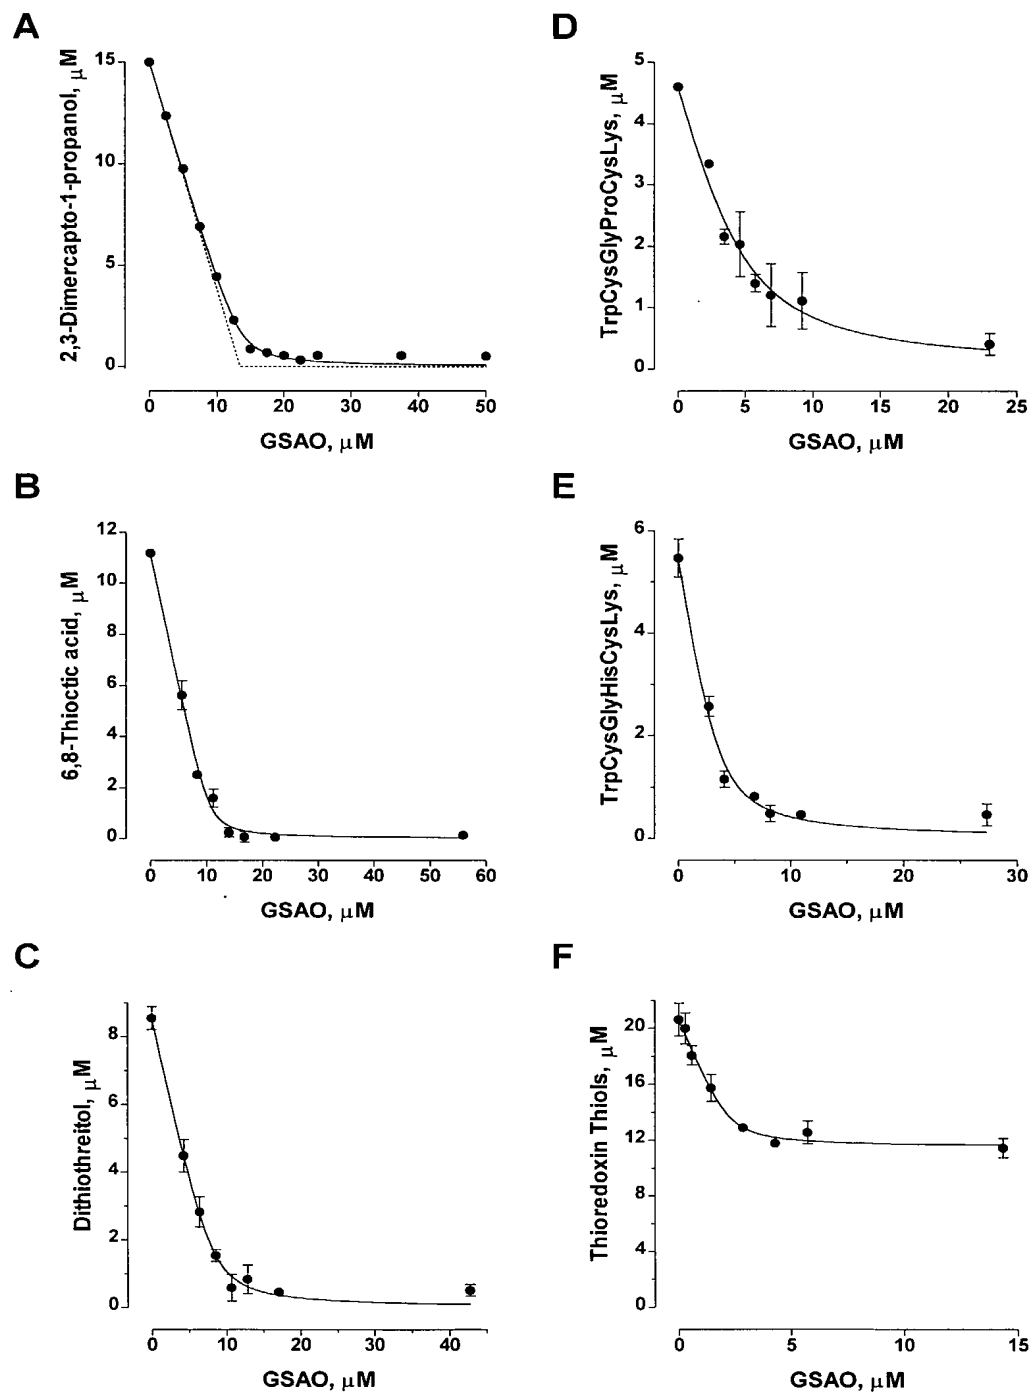 A
2,3-Dimercapto-1-propanol, μM
15
10
5
0
0 10 20 30 40 50
GSAO, μM
B
6,8-Thioctic acid, μM
12
10
8
6
4
2
0
0 10 20 30 40 50 60
GSAO, μM
C
Dithiothreitol, μM
8
6
4
2
0
0 10 20 30 40
GSAO, μM
D
TrpCysGlyProCysLys, μM
5
4
3
2
1
0
0 5 10 15 20 25
GSAO, μM
E
TrpCysGlyHisCysLys, μM
6
4
2
0
0 10 20 30
GSAO, μM
F
Thioredoxin Thiols, μM
20
16
12
8
4
0
0 5 10 15
GSAO, μM